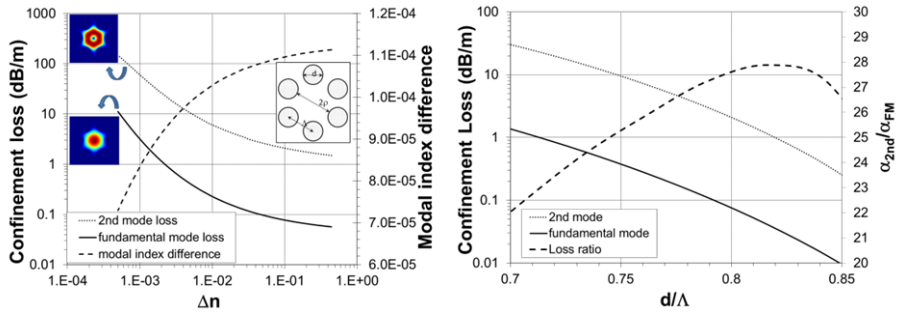 Confinement loss (dB/m)
1000
100
10
1
0.1
0.01
1.E-04
1.E-03
1.E-02
1.E-01
1.E+00
Δn
1.2E-04
1.1E-04
1.0E-04
9.0E-05
8.0E-05
7.0E-05
6.0E-05
Modal index difference
d
2ρ
Λ
2nd mode loss
fundamental mode loss
modal index difference
Confinement Loss (dB/m)
100
10
1
0.1
0.01
0.7
0.75
0.8
0.85
d/Λ
30
29
28
27
26
25
24
23
22
21
20
α2nd/αFM
2nd mode
fundamental mode
Loss ratio